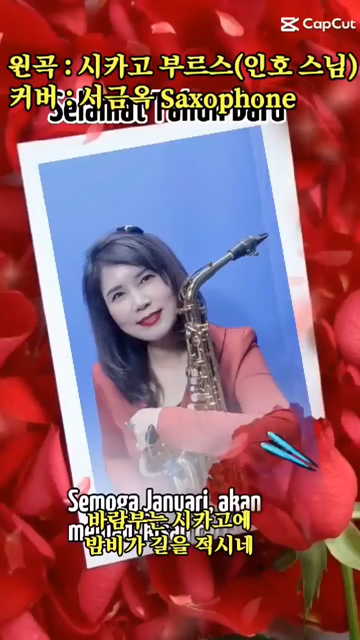 CapCut
원곡 : 시카고 부르스(인호 스님)
커버 : 서금옥 Saxophone
Selamat Tahun Baru
Semoga Januari, akan
바람부는 시카고에
밤비가 길을 적시네